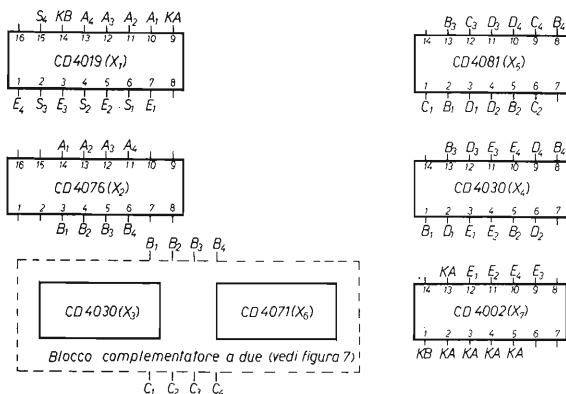 S4 KB A4 A3 A2 A1 KA
16 15 14 13 12 11 10 9
CD4019(X1)
1 2 3 4 5 6 7 8
E4 S3 E3 S2 E2 S1 E1
A1 A2 A3 A4
16 15 14 13 12 11 10 9
CD4076(X2)
1 2 3 4 5 6 7 8
B1 B2 B3 B4
B1 B2 B3 B4
CD4030(X3)
CD4071(X6)
Blocco complementatore a due (vedi figura 7)
C1 C2 C3 C4
B3 C3 D3 D4 C4 B4
14 13 12 11 10 9 8
CD4081(X5)
1 2 3 4 5 6 7
C1 B1 D1 D2 B2 C2
B3 D3 E3 E4 D4 B4
14 13 12 11 10 9 8
CD4030(X4)
1 2 3 4 5 6 7
B1 D1 E1 E2 B2 D2
KA E1 E2 E4 E3
14 13 12 11 10 9 8
CD4002(X7)
1 2 3 4 5 6 7
KB KA KA KA KA